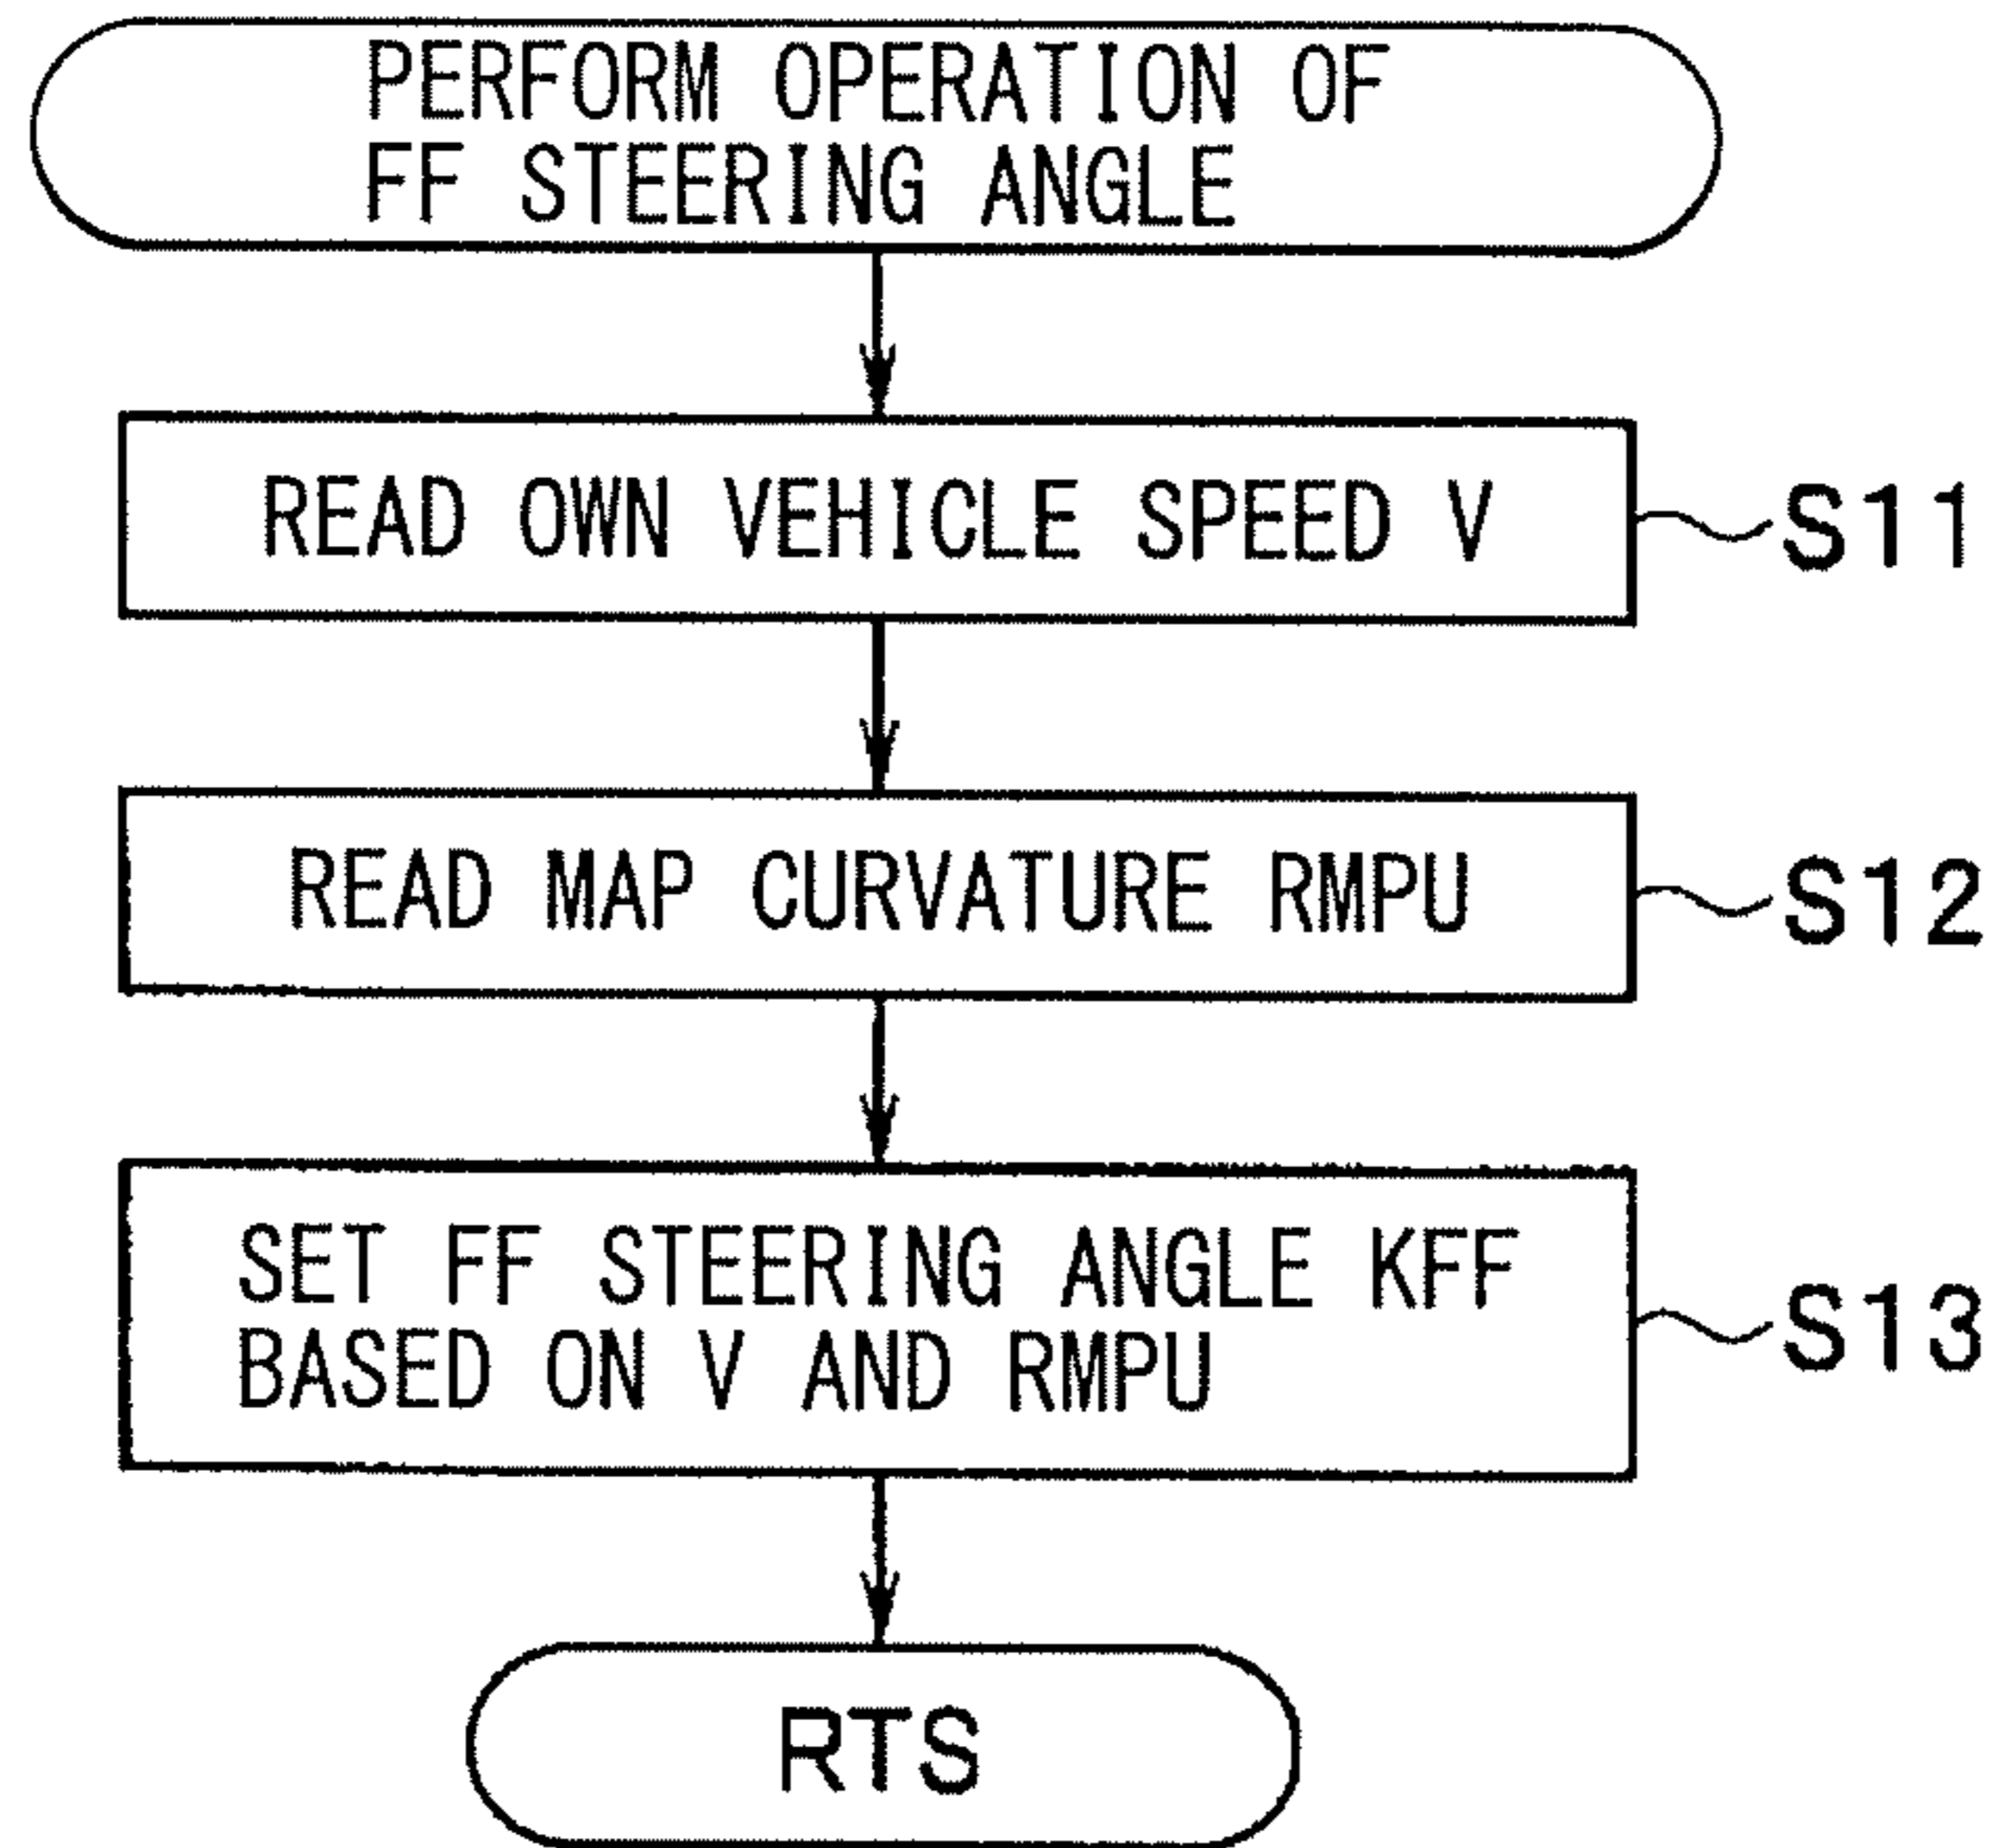 PERFORM OPERATION OF
FF STEERING ANGLE
READ OWN VEHICLE SPEED V
S11
READ MAP CURVATURE RMPU
S12
SET FF STEERING ANGLE KFF
BASED ON V AND RMPU
S13
RTS